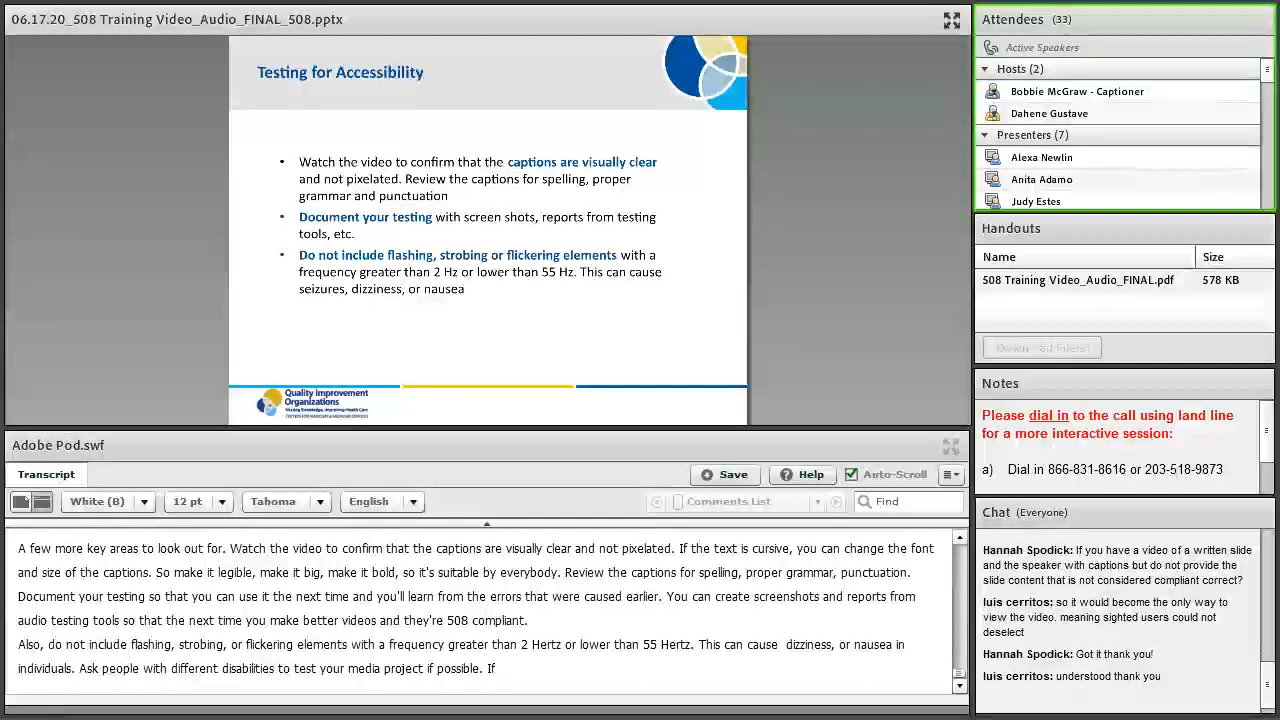 06.17.20_508 Training Video_Audio_FINAL_508.pptx
Testing for Accessibility
• Watch the video to confirm that the captions are visually clear
and not pixelated. Review the captions for spelling, proper
grammar and punctuation
• Document your testing with screen shots, reports from testing
tools, etc.
• Do not include flashing, strobing or flickering elements with a
frequency greater than 2 Hz or lower than 55 Hz. This can cause
seizures, dizziness, or nausea
Quality Improvement
Organizations
Sharing Knowledge. Improving Health Care.
CENTERS FOR MEDICARE & MEDICAID SERVICES
Adobe Pod.swf
Transcript
Save
Help
Auto-Scroll
White (B)
12 pt
Tahoma
English
Comments List
Find
A few more key areas to look out for. Watch the video to confirm that the captions are visually clear and not pixelated. If the text is cursive, you can change the font
and size of the captions. So make it legible, make it big, make it bold, so it's suitable by everybody. Review the captions for spelling, proper grammar, punctuation.
Document your testing so that you can use it the next time and you'll learn from the errors that were caused earlier. You can create screenshots and reports from
audio testing tools so that the next time you make better videos and they're 508 compliant.
Also, do not include flashing, strobing, or flickering elements with a frequency greater than 2 Hertz or lower than 55 Hertz. This can cause  dizziness, or nausea in
individuals. Ask people with different disabilities to test your media project if possible. If
Attendees (33)
Active Speakers
Hosts (2)
Bobbie McGraw - Captioner
Dahene Gustave
Presenters (7)
Alexa Newlin
Anita Adamo
Judy Estes
Handouts
Name Size
508 Training Video_Audio_FINAL.pdf 578 KB
Download File(s)
Notes
Please dial in to the call using land line
for a more interactive session:
a) Dial in 866-831-8616 or 203-518-9873
Chat (Everyone)
Hannah Spodick: If you have a video of a written slide
and the speaker with captions but do not provide the
slide content that is not considered compliant correct?
luis cerritos: so it would become the only way to
view the video. meaning sighted users could not
deselect
Hannah Spodick: Got it thank you!
luis cerritos: understood thank you